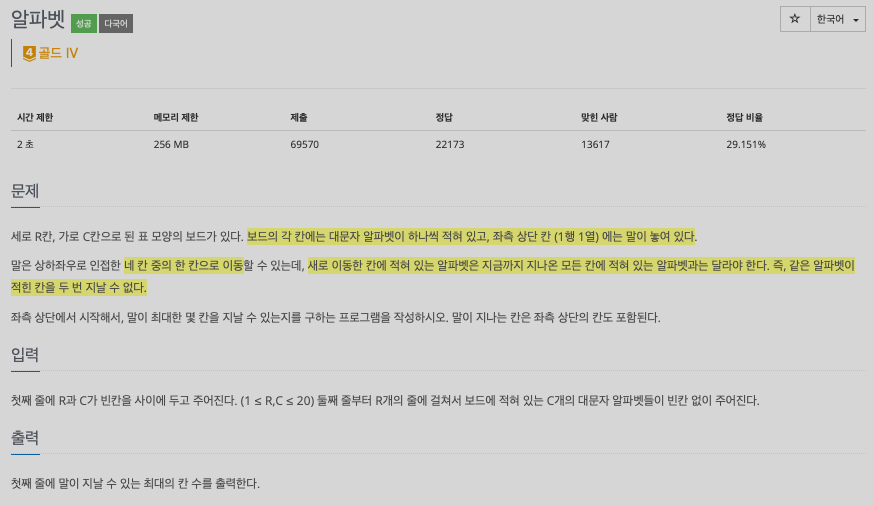 알파벳 성공 다국어
☆ 한국어
4 골드 IV
시간 제한 메모리 제한 제출 정답 맞힌 사람 정답 비율
2 초 256 MB 69570 22173 13617 29.151%
문제
세로 R칸, 가로 C칸으로 된 표 모양의 보드가 있다. 보드의 각 칸에는 대문자 알파벳이 하나씩 적혀 있고, 좌측 상단 칸 (1행 1열) 에는 말이 놓여 있다.
말은 상하좌우로 인접한 네 칸 중의 한 칸으로 이동할 수 있는데, 새로 이동한 칸에 적혀 있는 알파벳은 지금까지 지나온 모든 칸에 적혀 있는 알파벳과는 달라야 한다. 즉, 같은 알파벳이
적힌 칸을 두 번 지날 수 없다.
좌측 상단에서 시작해서, 말이 최대한 몇 칸을 지날 수 있는지를 구하는 프로그램을 작성하시오. 말이 지나는 칸은 좌측 상단의 칸도 포함된다.
입력
첫째 줄에 R과 C가 빈칸을 사이에 두고 주어진다. (1 ≤ R,C ≤ 20) 둘째 줄부터 R개의 줄에 걸쳐서 보드에 적혀 있는 C개의 대문자 알파벳들이 빈칸 없이 주어진다.
출력
첫째 줄에 말이 지날 수 있는 최대의 칸 수를 출력한다.